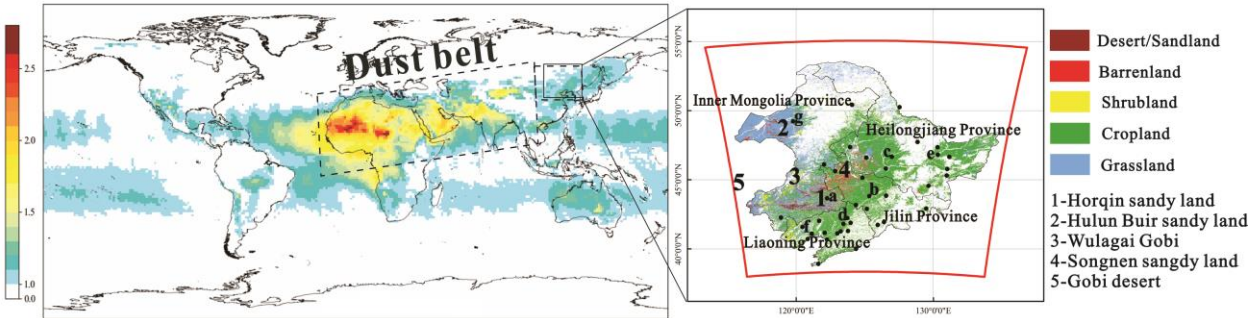 2.5
2.0
1.5
1.0
0.0
Dust belt
55°0'0"N
50°0'0"N
45°0'0"N
40°0'0"N
120°0'0"E
130°0'0"E
Inner Mongolia Province
g
2
Heilongjiang Province
c
e
5
3
4
1
a
b
d
Jilin Province
f
Liaoning Province
Desert/Sandland
Barrenland
Shrubland
Cropland
Grassland
1-Horqin sandy land
2-Hulun Buir sandy land
3-Wulagai Gobi
4-Songnen sangdy land
5-Gobi desert